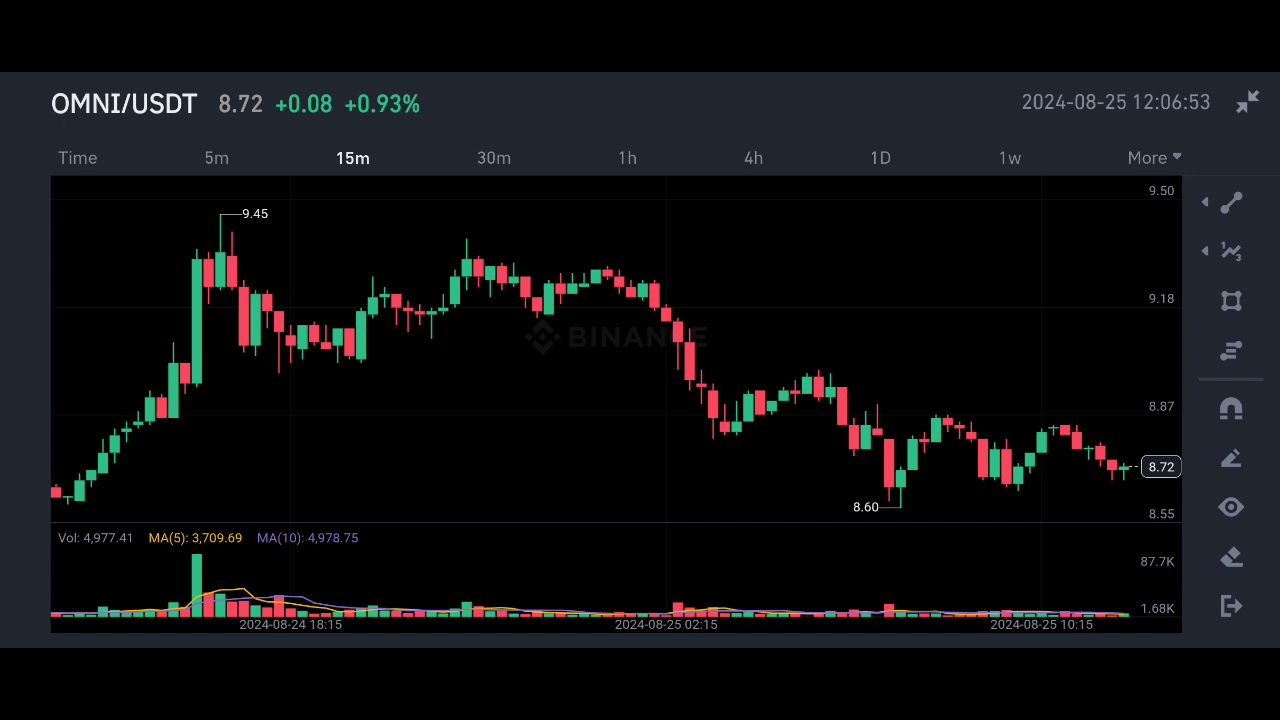 OMNI/USDT 8.72 +0.08 +0.93% 2024-08-25 12:06:53
Time 5m 15m 30m 1h 4h 1D 1w More
9.50
9.45
9.18
BINANCE
8.87
8.72
8.60
8.55
Vol: 4,977.41 MA(5): 3,709.69 MA(10): 4,978.75
87.7K
1.68K
2024-08-24 18:15 2024-08-25 02:15 2024-08-25 10:15